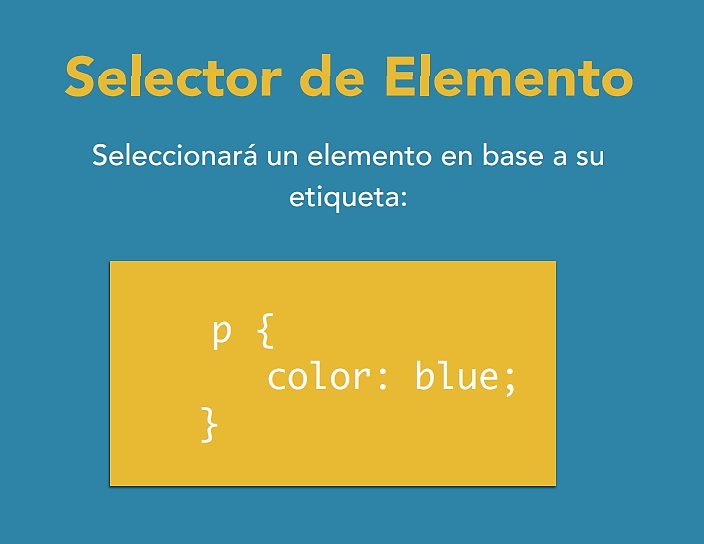 Selector de Elemento
Seleccionará un elemento en base a su
etiqueta:
p {
color: blue;
}